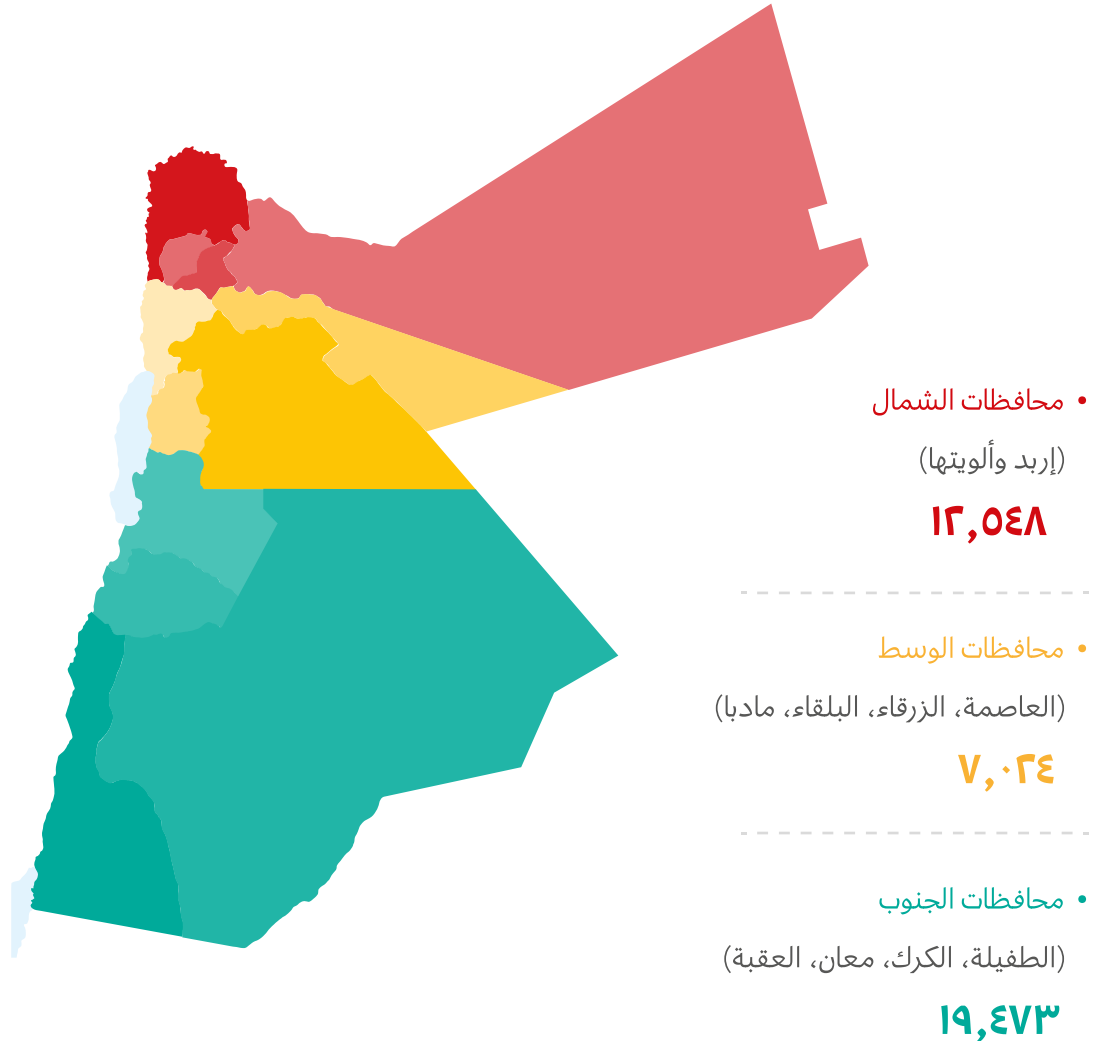 • محافظات الشمال
(إربد وألويتها)
١٢,٥٤٨
• محافظات الوسط
(العاصمة، الزرقاء، البلقاء، مادبا)
٧,٠٢٤
• محافظات الجنوب
(الطفيلة، الكرك، معان، العقبة)
١٩,٤٧٣